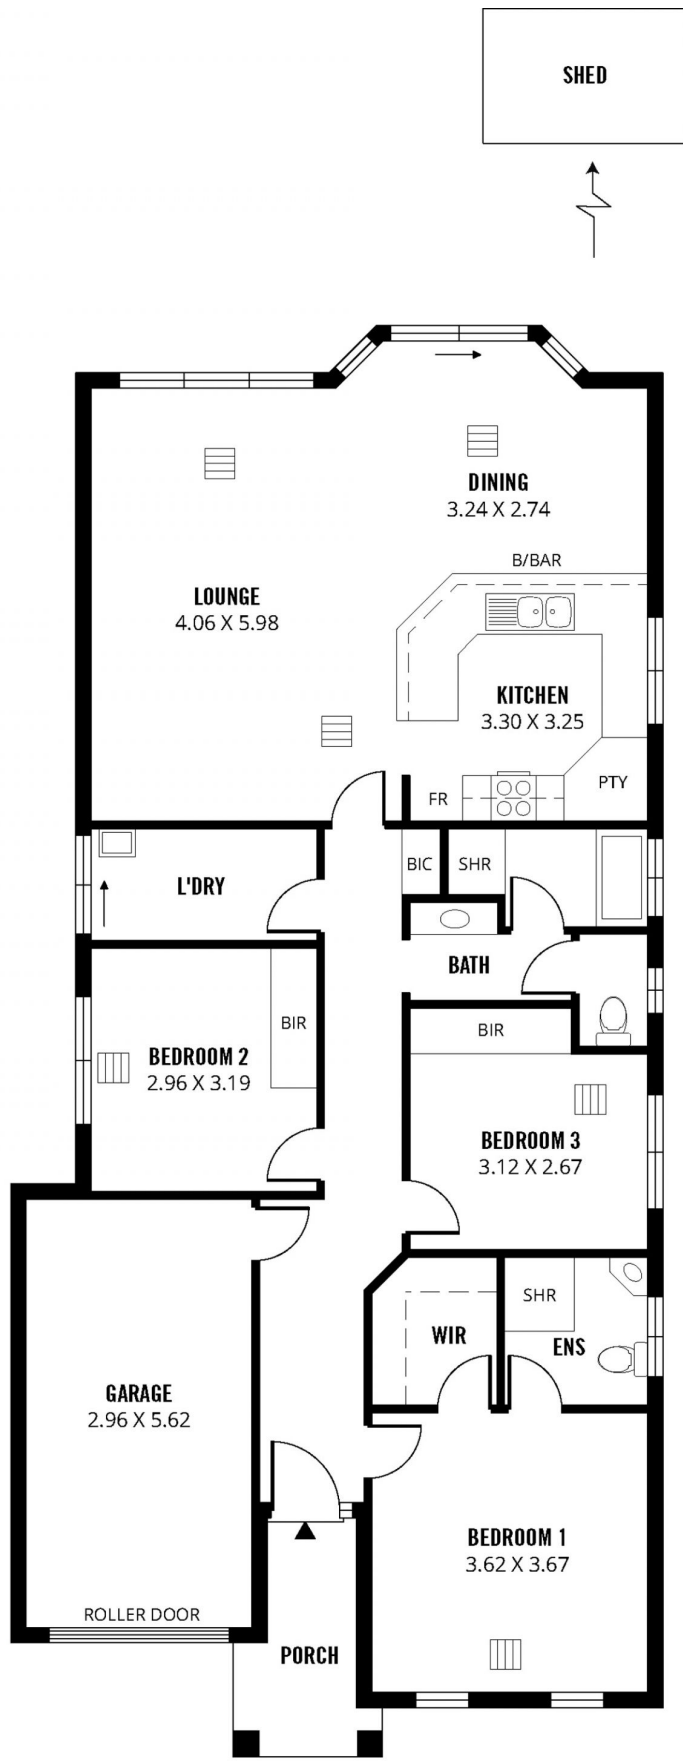 SHED
DINING
3.24 X 2.74
B/BAR
LOUNGE
4.06 X 5.98
KITCHEN
3.30 X 3.25
FR
PTY
L'DRY
BIC
SHR
BATH
BIR
BIR
BEDROOM 2
2.96 X 3.19
BEDROOM 3
3.12 X 2.67
SHR
WIR
ENS
GARAGE
2.96 X 5.62
BEDROOM 1
3.62 X 3.67
ROLLER DOOR
PORCH